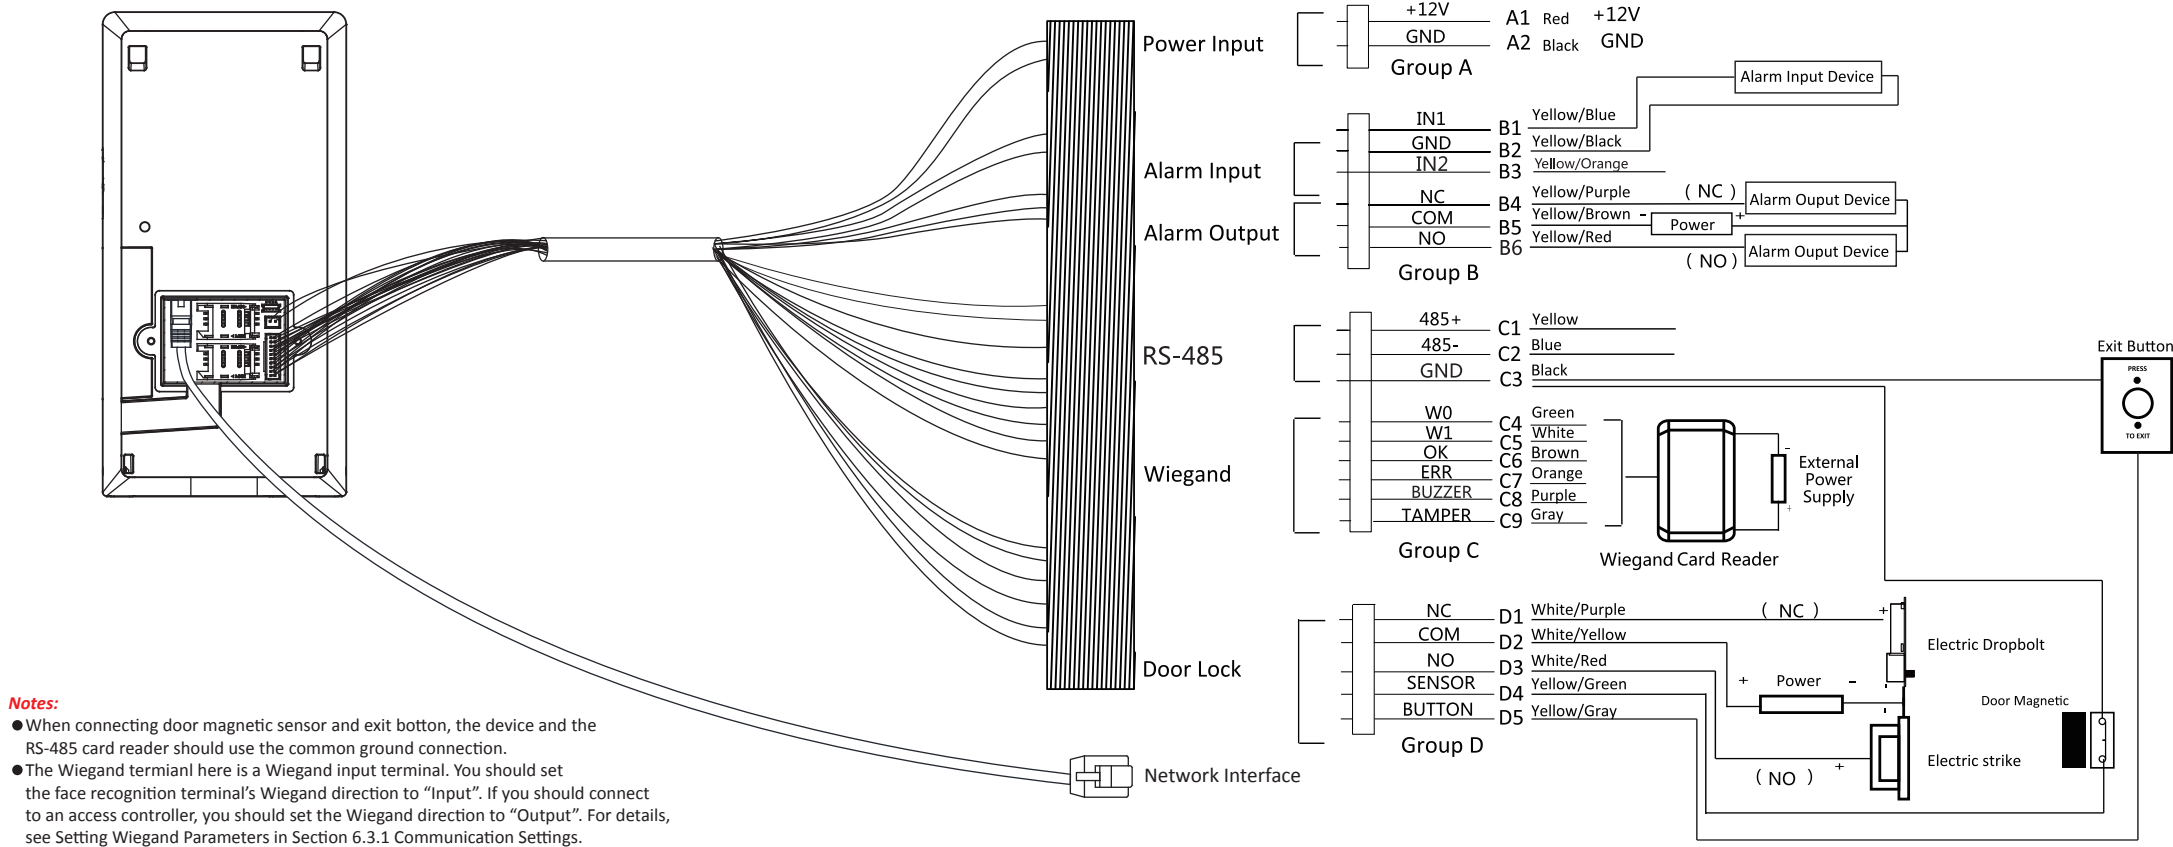 Power Input
+12V A1 Red +12V
GND A2 Black GND
Group A
Alarm Input Device
Alarm Input
IN1 B1 Yellow/Blue
GND B2 Yellow/Black
IN2 B3 Yellow/Orange
Alarm Output
NC B4 Yellow/Purple ( NC ) Alarm Ouput Device
COM B5 Yellow/Brown - Power +
NO B6 Yellow/Red ( NO ) Alarm Ouput Device
Group B
RS-485
485+ C1 Yellow
485- C2 Blue
GND C3 Black
Exit Button
PRESS
TO EXIT
Wiegand
W0 C4 Green
W1 C5 White
OK C6 Brown
ERR C7 Orange
BUZZER C8 Purple
TAMPER C9 Gray
Group C
-
External
Power
Supply
+
Wiegand Card Reader
Door Lock
NC D1 White/Purple ( NC ) +
COM D2 White/Yellow
NO D3 White/Red
SENSOR D4 Yellow/Green
BUTTON D5 Yellow/Gray
Group D
Electric Dropbolt
+ Power -
-
-
Door Magnetic
Electric strike
( NO ) +
Network Interface
Notes:
●When connecting door magnetic sensor and exit botton, the device and the
RS-485 card reader should use the common ground connection.
●The Wiegand termianl here is a Wiegand input terminal. You should set
the face recognition terminal’s Wiegand direction to “Input”. If you should connect
to an access controller, you should set the Wiegand direction to “Output”. For details,
see Setting Wiegand Parameters in Section 6.3.1 Communication Settings.